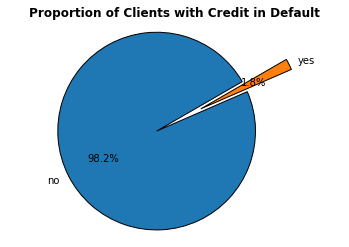 Proportion of Clients with Credit in Default
yes
1.8%
98.2%
no